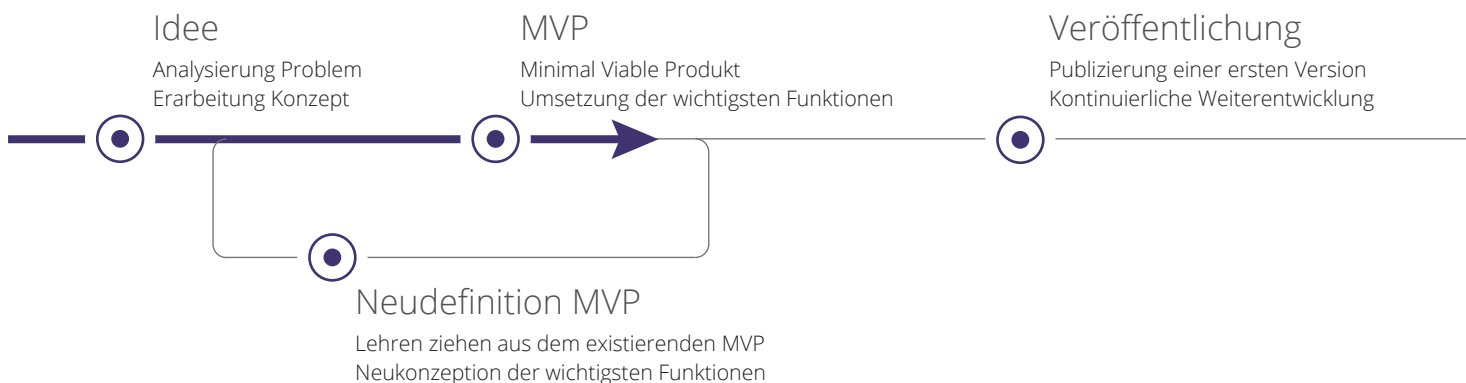 Idee
Analysierung Problem
Erarbeitung Konzept
MVP
Minimal Viable Produkt
Umsetzung der wichtigsten Funktionen
Veröffentlichung
Publizierung einer ersten Version
Kontinuierliche Weiterentwicklung
Neudefinition MVP
Lehren ziehen aus dem existierenden MVP
Neukonzeption der wichtigsten Funktionen